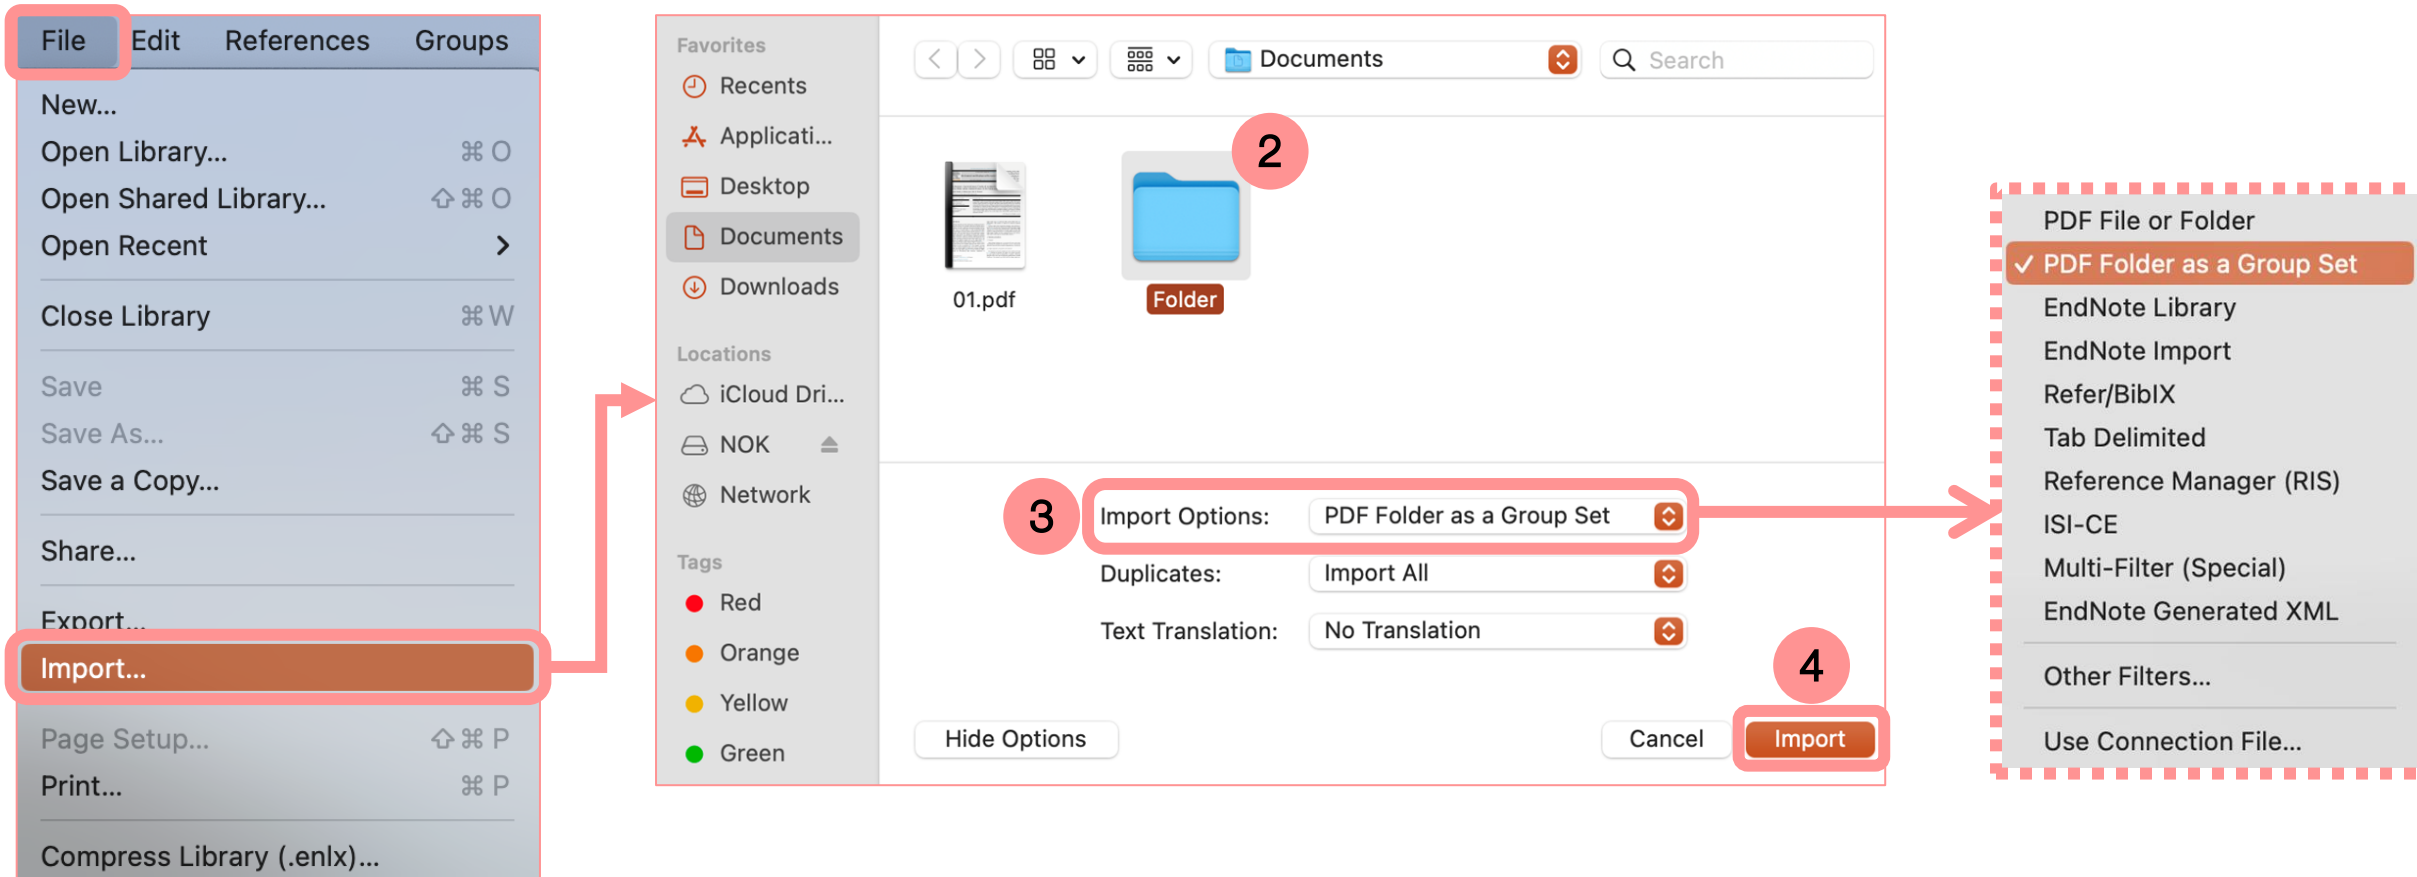 File Edit References Groups
New...
Open Library... ⌘ O
Open Shared Library... ⇧ ⌘ O
Open Recent >
Close Library ⌘ W
Save ⌘ S
Save As... ⇧ ⌘ S
Save a Copy...
Share...
Export...
Import...
Page Setup... ⇧ ⌘ P
Print... ⌘ P
Compress Library (.enlx)...
Favorites
Recents
Applicati...
Desktop
Documents
Downloads
Locations
iCloud Dri...
NOK
Network
Tags
Red
Orange
Yellow
Green
Documents
Search
2
01.pdf
Folder
3
Import Options: PDF Folder as a Group Set
Duplicates: Import All
Text Translation: No Translation
4
Hide Options
Cancel
Import
PDF File or Folder
✓ PDF Folder as a Group Set
EndNote Library
EndNote Import
Refer/BibIX
Tab Delimited
Reference Manager (RIS)
ISI-CE
Multi-Filter (Special)
EndNote Generated XML
Other Filters...
Use Connection File...